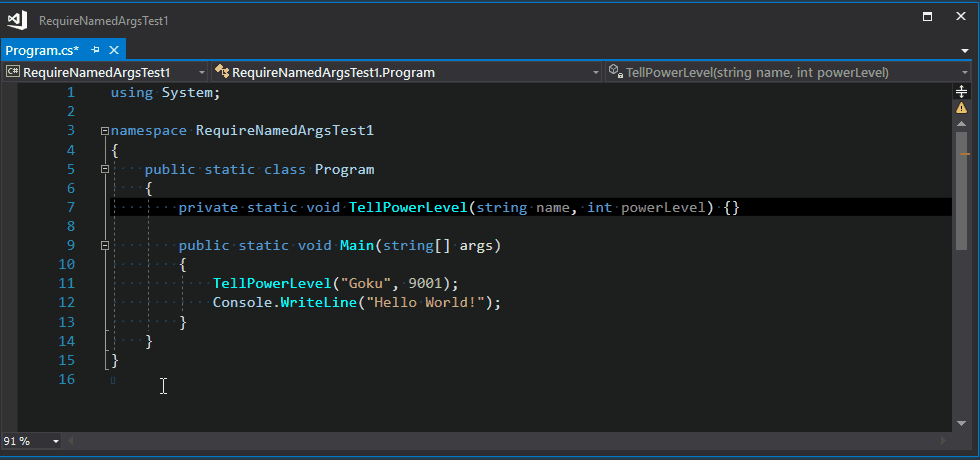 RequireNamedArgsTest1
Program.cs*
C# RequireNamedArgsTest1 RequireNamedArgsTest1.Program TellPowerLevel(string name, int powerLevel)
1 using System;
2
3 namespace RequireNamedArgsTest1
4 {
5 public static class Program
6 {
7 private static void TellPowerLevel(string name, int powerLevel) {}
8
9 public static void Main(string[] args)
10 {
11 TellPowerLevel("Goku", 9001);
12 Console.WriteLine("Hello World!");
13 }
14 }
15 }
16
91 %